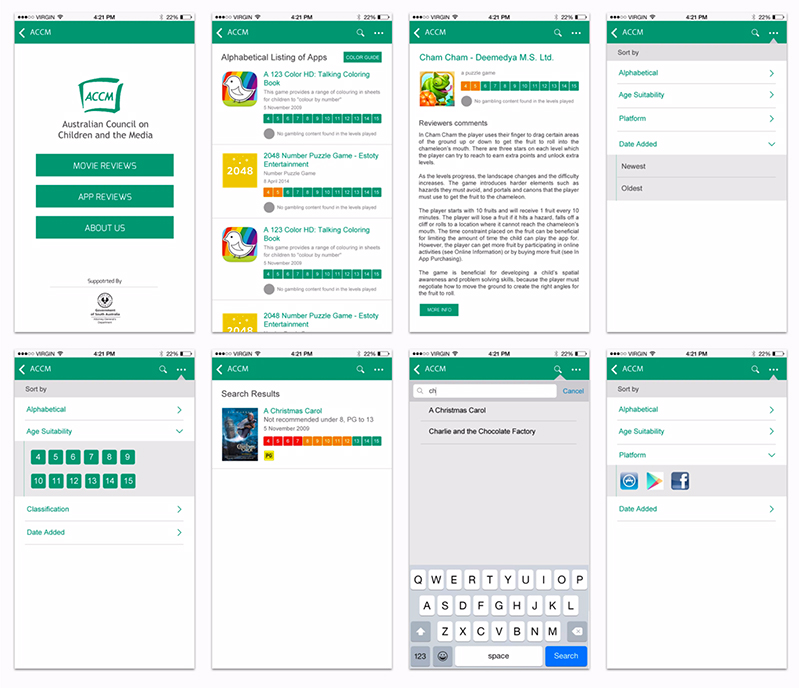 ●●●○○ VIRGIN 4:21 PM 22%
ACCM
ACCM
Australian Council on
Children and the Media
MOVIE REVIEWS
APP REVIEWS
ABOUT US
Supported By
Government
of South Australia
●●●○○ VIRGIN 4:21 PM 22%
ACCM
Alphabetical Listing of Apps COLOR GUIDE
A 123 Color HD: Talking Coloring
Book
This game provides a range of colouring in sheets
for children to "colour by number"
5 November 2009
4 5 6 7 8 9 10 11 12 13 14 15
No gambling content found in the levels played
2048
2048 Number Puzzle Game - Estoty
Entertainment
Number Puzzle Game
8 April 2014
4 5 6 7 8 9 10 11 12 13 14 15
No gambling content found in the levels played
A 123 Color HD: Talking Coloring
Book
This game provides a range of colouring in sheets
for children to "colour by number"
4 5 6 7 8 9 10 11 12 13 14 15
No gambling content found in the levels played
2048
2048 Number Puzzle Game - Estoty
Entertainment
●●●○○ VIRGIN 4:21 PM 22%
ACCM
Cham Cham - Deemedya M.S. Ltd.
a puzzle game
4 5 6 7 8 9 10 11 12 13 14 15
No gambling content found in the levels played
Reviewers comments
In Cham Cham the player uses their finger to drag certain areas
of the ground up or down to get the fruit to roll into the
chameleon's mouth. There are three stars on each level which
the player can try to reach to earn extra points and unlock extra
levels.
As the levels progress, the landscape changes and the difficulty
increases. The game introduces harder elements such as
hazards they must avoid, and portals and canons that the player
must use to get the fruit to the chameleon.
The player starts with 10 fruits and will receive 1 fruit every 10
minutes. The player will lose a fruit if it hits a hazard, falls off a
cliff or rolls to a location where it cannot reach the chameleon's
mouth. The time constraint placed on the fruit can be beneficial
for limiting the amount of time the child can play the app for.
However, the player can get more fruit by participating in online
activities (see Online Information) or by buying more fruit (see In
App Purchasing).
The game is beneficial for developing a child's spatial
awareness and problem solving skills, because the player must
negotiate how to move the ground to create the right angles for
the fruit to roll.
MORE INFO
●●●○○ VIRGIN 4:21 PM 22%
ACCM
Sort by
Alphabetical
Age Suitability
Platform
Date Added
Newest
Oldest
●●●○○ VIRGIN 4:21 PM 22%
ACCM
Sort by
Alphabetical
Age Suitability
4 5 6 7 8 9
10 11 12 13 14 15
Classification
Date Added
●●●○○ VIRGIN 4:21 PM 22%
ACCM
Search Results
A Christmas Carol
Not recommended under 8, PG to 13
5 November 2009
4 5 6 7 8 9 10 11 12 13 14 15
PG
●●●○○ VIRGIN 4:21 PM 22%
ACCM
ch Cancel
A Christmas Carol
Charlie and the Chocolate Factory
Q W E R T Y U I O P
A S D F G H J K L
Z X C V B N M
123 space Search
●●●○○ VIRGIN 4:21 PM 22%
ACCM
Sort by
Alphabetical
Age Suitability
Platform
Date Added